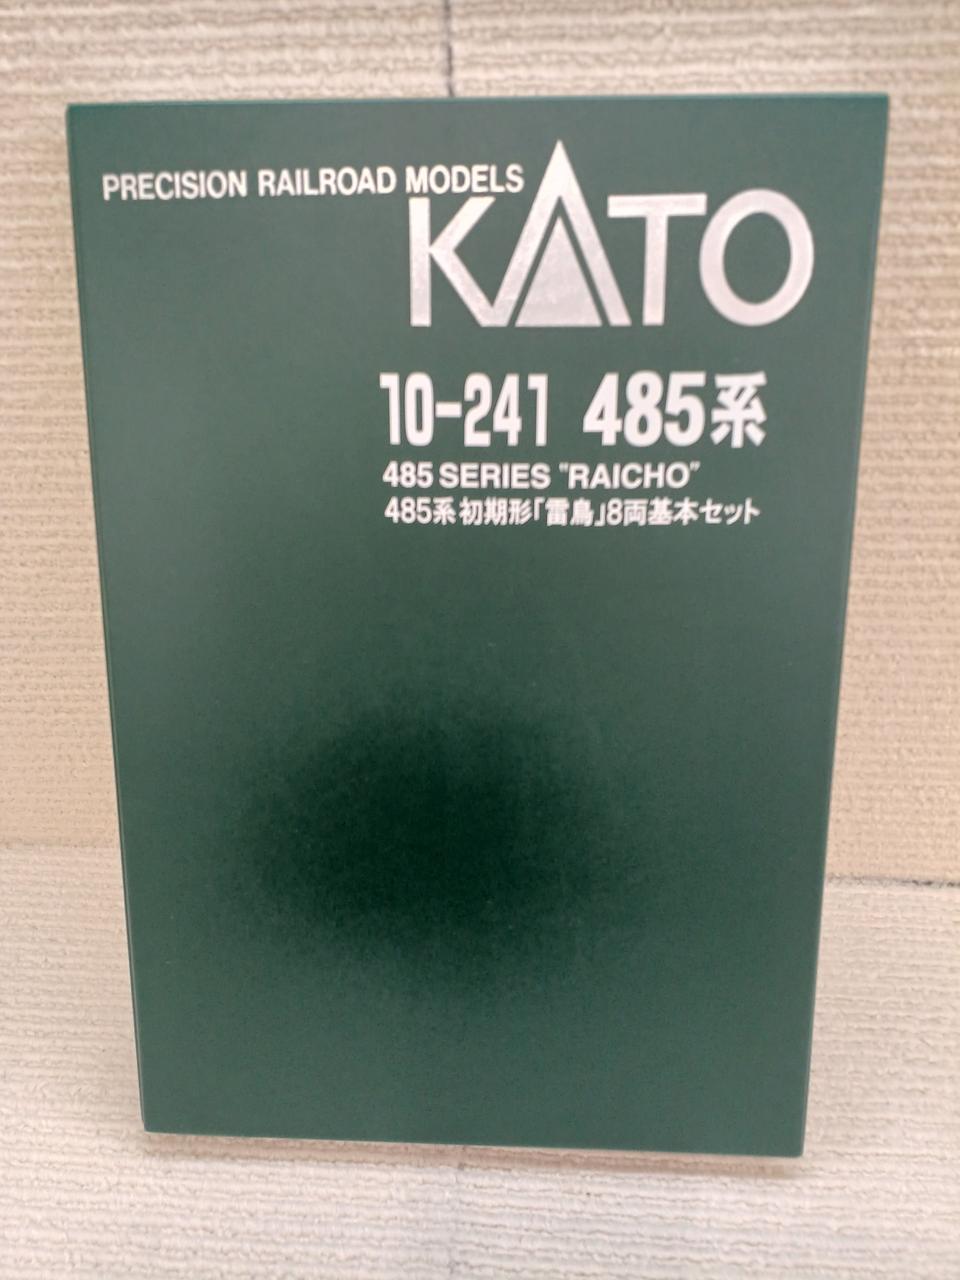 PRECISION RAILROAD MODELS
KATO
10-241 485系
485 SERIES "RAICHO"
485系初期形「雷鳥」8両基本セット